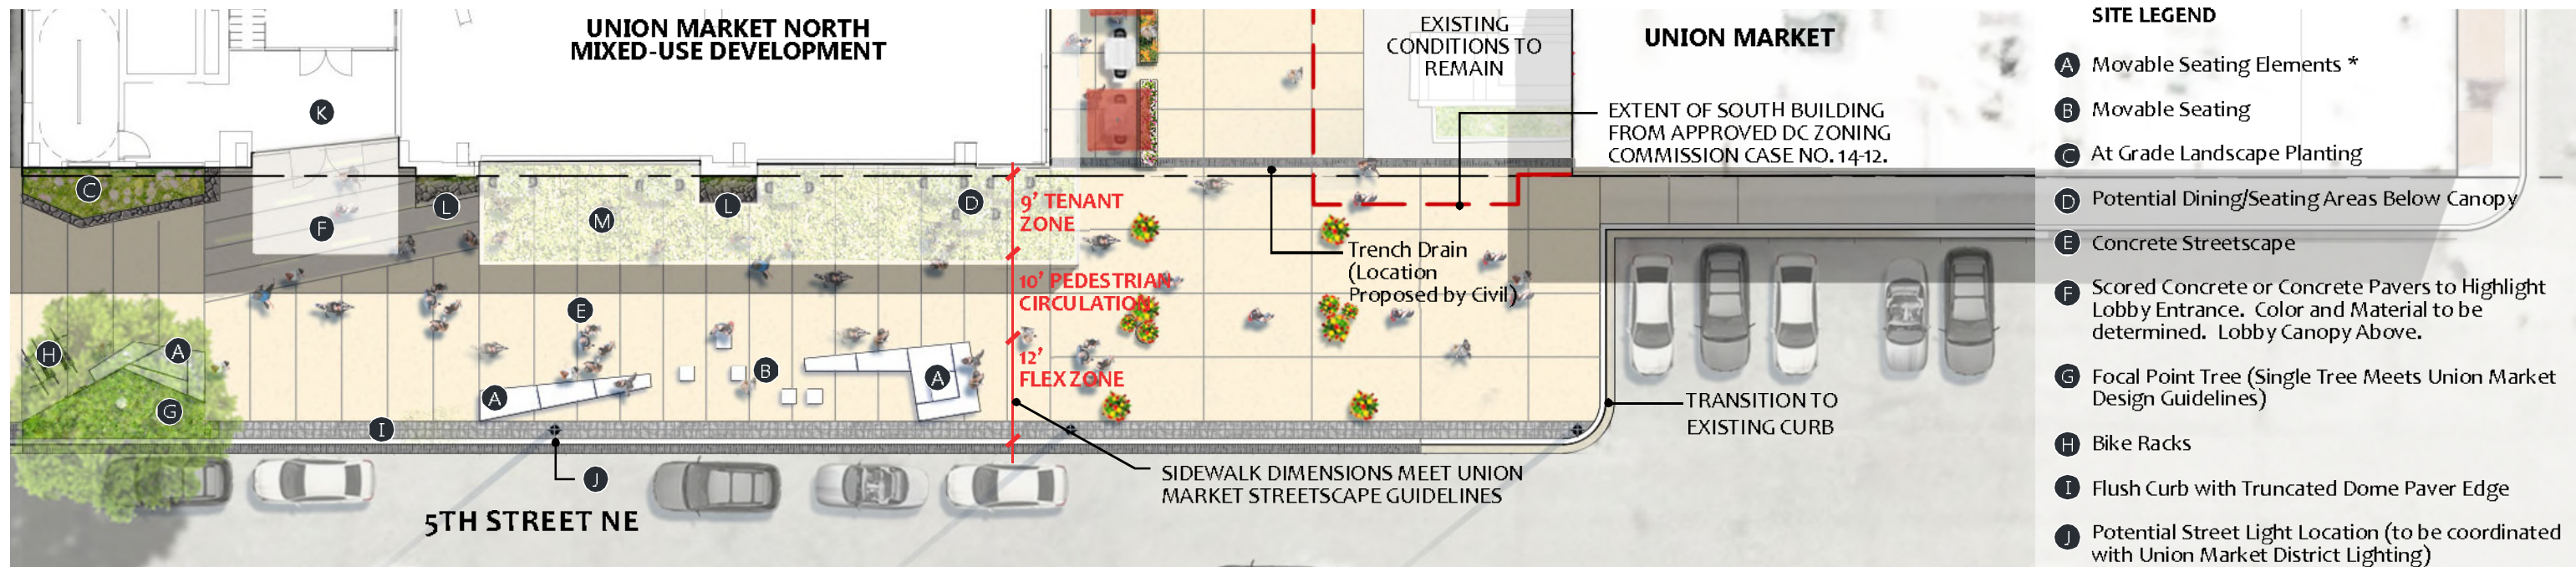 UNION MARKET NORTH
MIXED-USE DEVELOPMENT
EXISTING
CONDITIONS TO
REMAIN
UNION MARKET
EXTENT OF SOUTH BUILDING
FROM APPROVED DC ZONING
COMMISSION CASE NO. 14-12.
K
C
F
L
M
L
D
9' TENANT
ZONE
10' PEDESTRIAN
CIRCULATION
12'
FLEX ZONE
Trench Drain
(Location
Proposed by Civil)
E
H
A
G
A
B
A
I
J
TRANSITION TO
EXISTING CURB
SIDEWALK DIMENSIONS MEET UNION
MARKET STREETSCAPE GUIDELINES
5TH STREET NE
SITE LEGEND
A Movable Seating Elements *
B Movable Seating
C At Grade Landscape Planting
D Potential Dining/Seating Areas Below Canopy
E Concrete Streetscape
F Scored Concrete or Concrete Pavers to Highlight
Lobby Entrance. Color and Material to be
determined. Lobby Canopy Above.
G Focal Point Tree (Single Tree Meets Union Market
Design Guidelines)
H Bike Racks
I Flush Curb with Truncated Dome Paver Edge
J Potential Street Light Location (to be coordinated
with Union Market District Lighting)